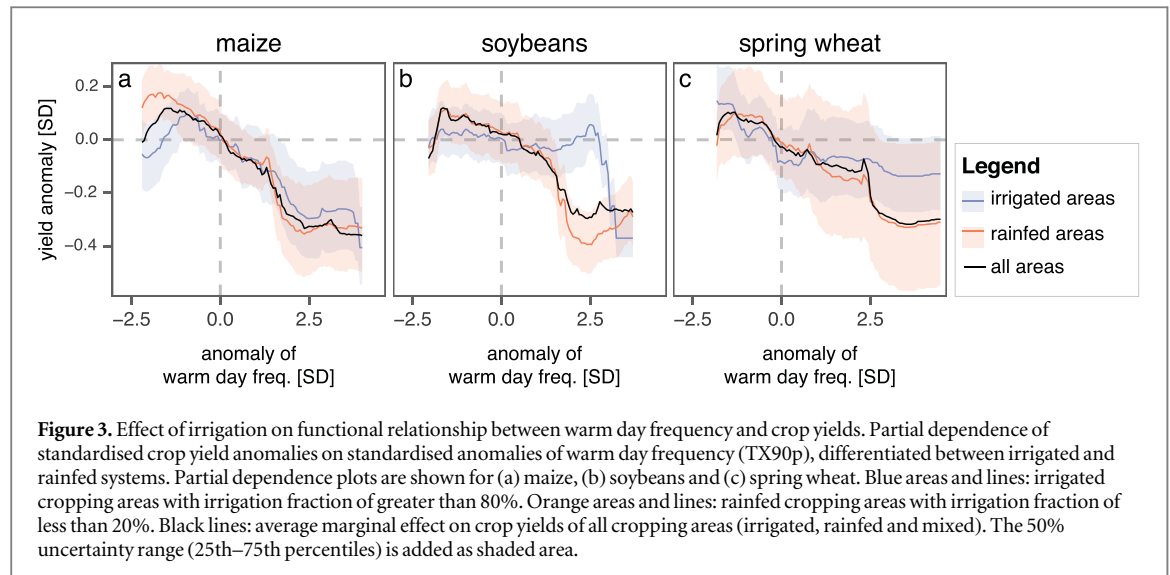 maize
soybeans
spring wheat
a
b
c
yield anomaly [SD]
0.2
0.0
−0.2
−0.4
−2.5 0.0 2.5
−2.5 0.0 2.5
−2.5 0.0 2.5
anomaly of
warm day freq. [SD]
anomaly of
warm day freq. [SD]
anomaly of
warm day freq. [SD]
Legend
irrigated areas
rainfed areas
all areas
Figure 3. Effect of irrigation on functional relationship between warm day frequency and crop yields. Partial dependence of
standardised crop yield anomalies on standardised anomalies of warm day frequency (TX90p), differentiated between irrigated and
rainfed systems. Partial dependence plots are shown for (a) maize, (b) soybeans and (c) spring wheat. Blue areas and lines: irrigated
cropping areas with irrigation fraction of greater than 80%. Orange areas and lines: rainfed cropping areas with irrigation fraction of
less than 20%. Black lines: average marginal effect on crop yields of all cropping areas (irrigated, rainfed and mixed). The 50%
uncertainty range (25th–75th percentiles) is added as shaded area.